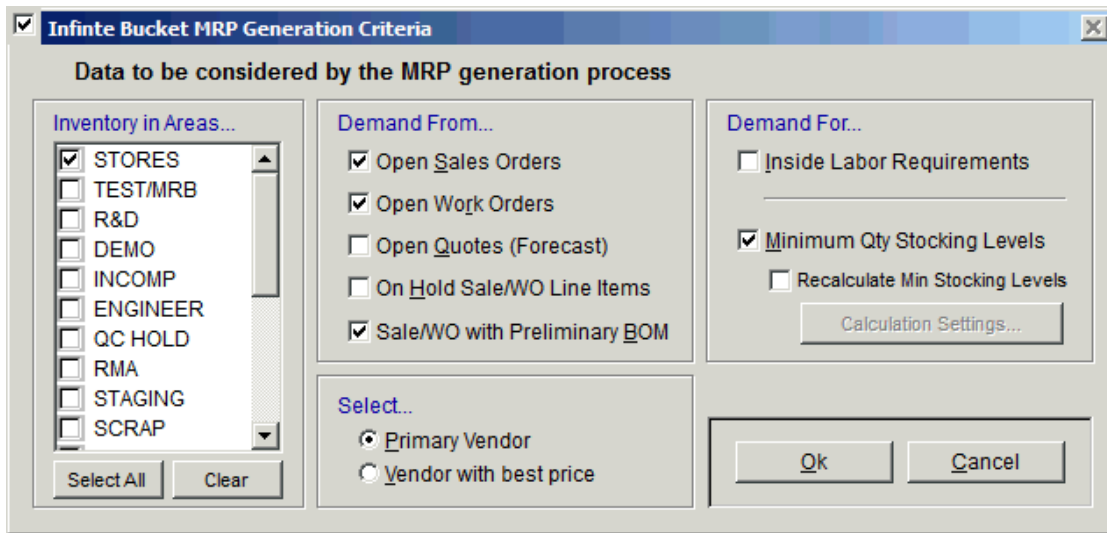 Infinte Bucket MRP Generation Criteria
Data to be considered by the MRP generation process
Inventory in Areas...
STORES
TEST/MRB
R&D
DEMO
INCOMP
ENGINEER
QC HOLD
RMA
STAGING
SCRAP
Select All
Clear
Demand From...
Open Sales Orders
Open Work Orders
Open Quotes (Forecast)
On Hold Sale/WO Line Items
Sale/WO with Preliminary BOM
Select...
Primary Vendor
Vendor with best price
Demand For...
Inside Labor Requirements
Minimum Qty Stocking Levels
Recalculate Min Stocking Levels
Calculation Settings...
Ok
Cancel